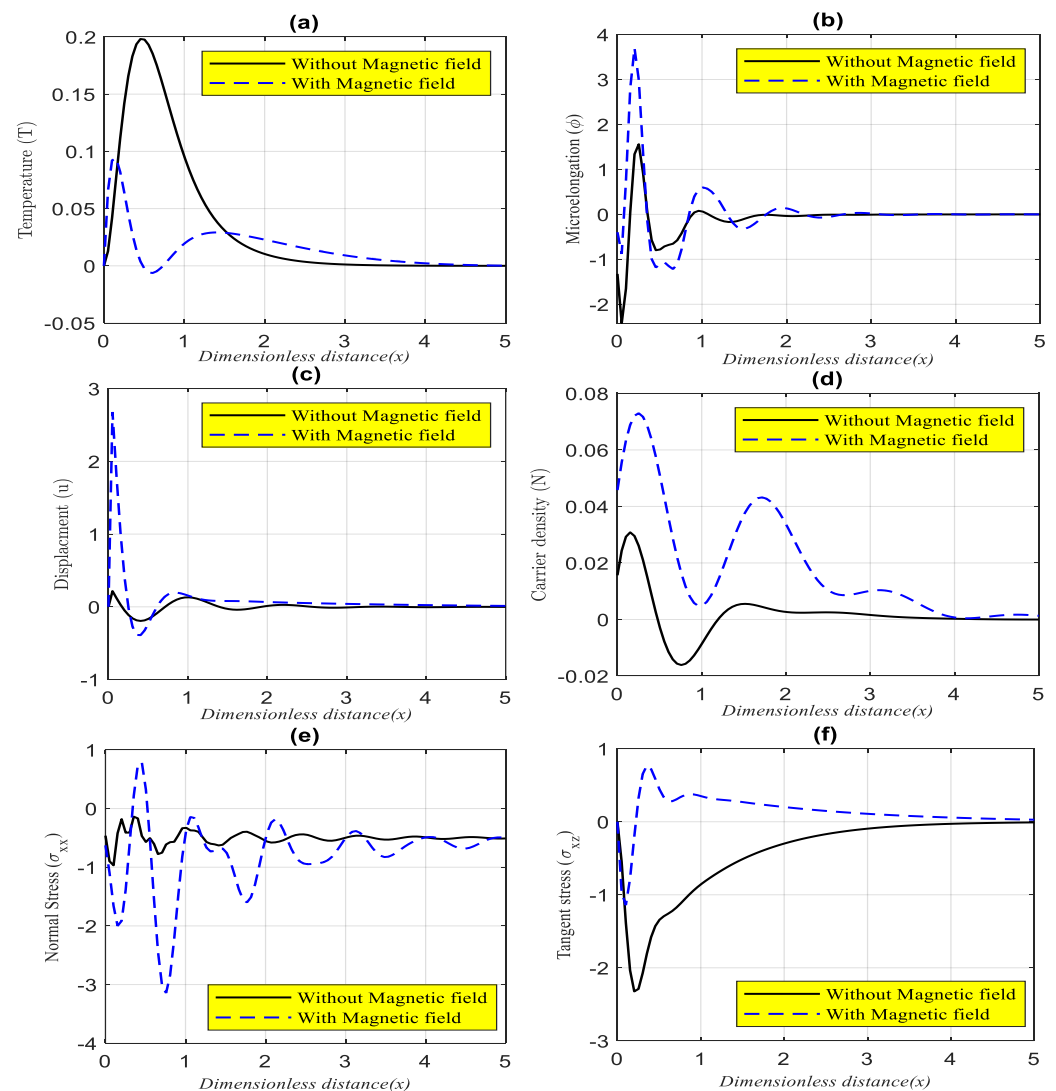 (a)
0.2
0.15
0.1
0.05
0
-0.05
Temperature (T)
Without Magnetic field
With Magnetic field
0 1 2 3 4 5
Dimensionless distance(x)
(b)
4
3
2
1
0
-1
-2
Microelongation (ϕ)
Without Magnetic field
With Magnetic field
0 1 2 3 4 5
Dimensionless distance(x)
(c)
3
2
1
0
-1
Displacment (u)
Without Magnetic field
With Magnetic field
0 1 2 3 4 5
Dimensionless distance(x)
(d)
0.08
0.06
0.04
0.02
0
-0.02
Carrier density (N)
Without Magnetic field
With Magnetic field
0 1 2 3 4 5
Dimensionless distance(x)
(e)
1
0
-1
-2
-3
-4
Normal Stress (σxx)
Without Magnetic field
With Magnetic field
0 1 2 3 4 5
Dimensionless distance(x)
(f)
1
0
-1
-2
-3
Tangent stress (σxz)
Without Magnetic field
With Magnetic field
0 1 2 3 4 5
Dimensionless distance(x)